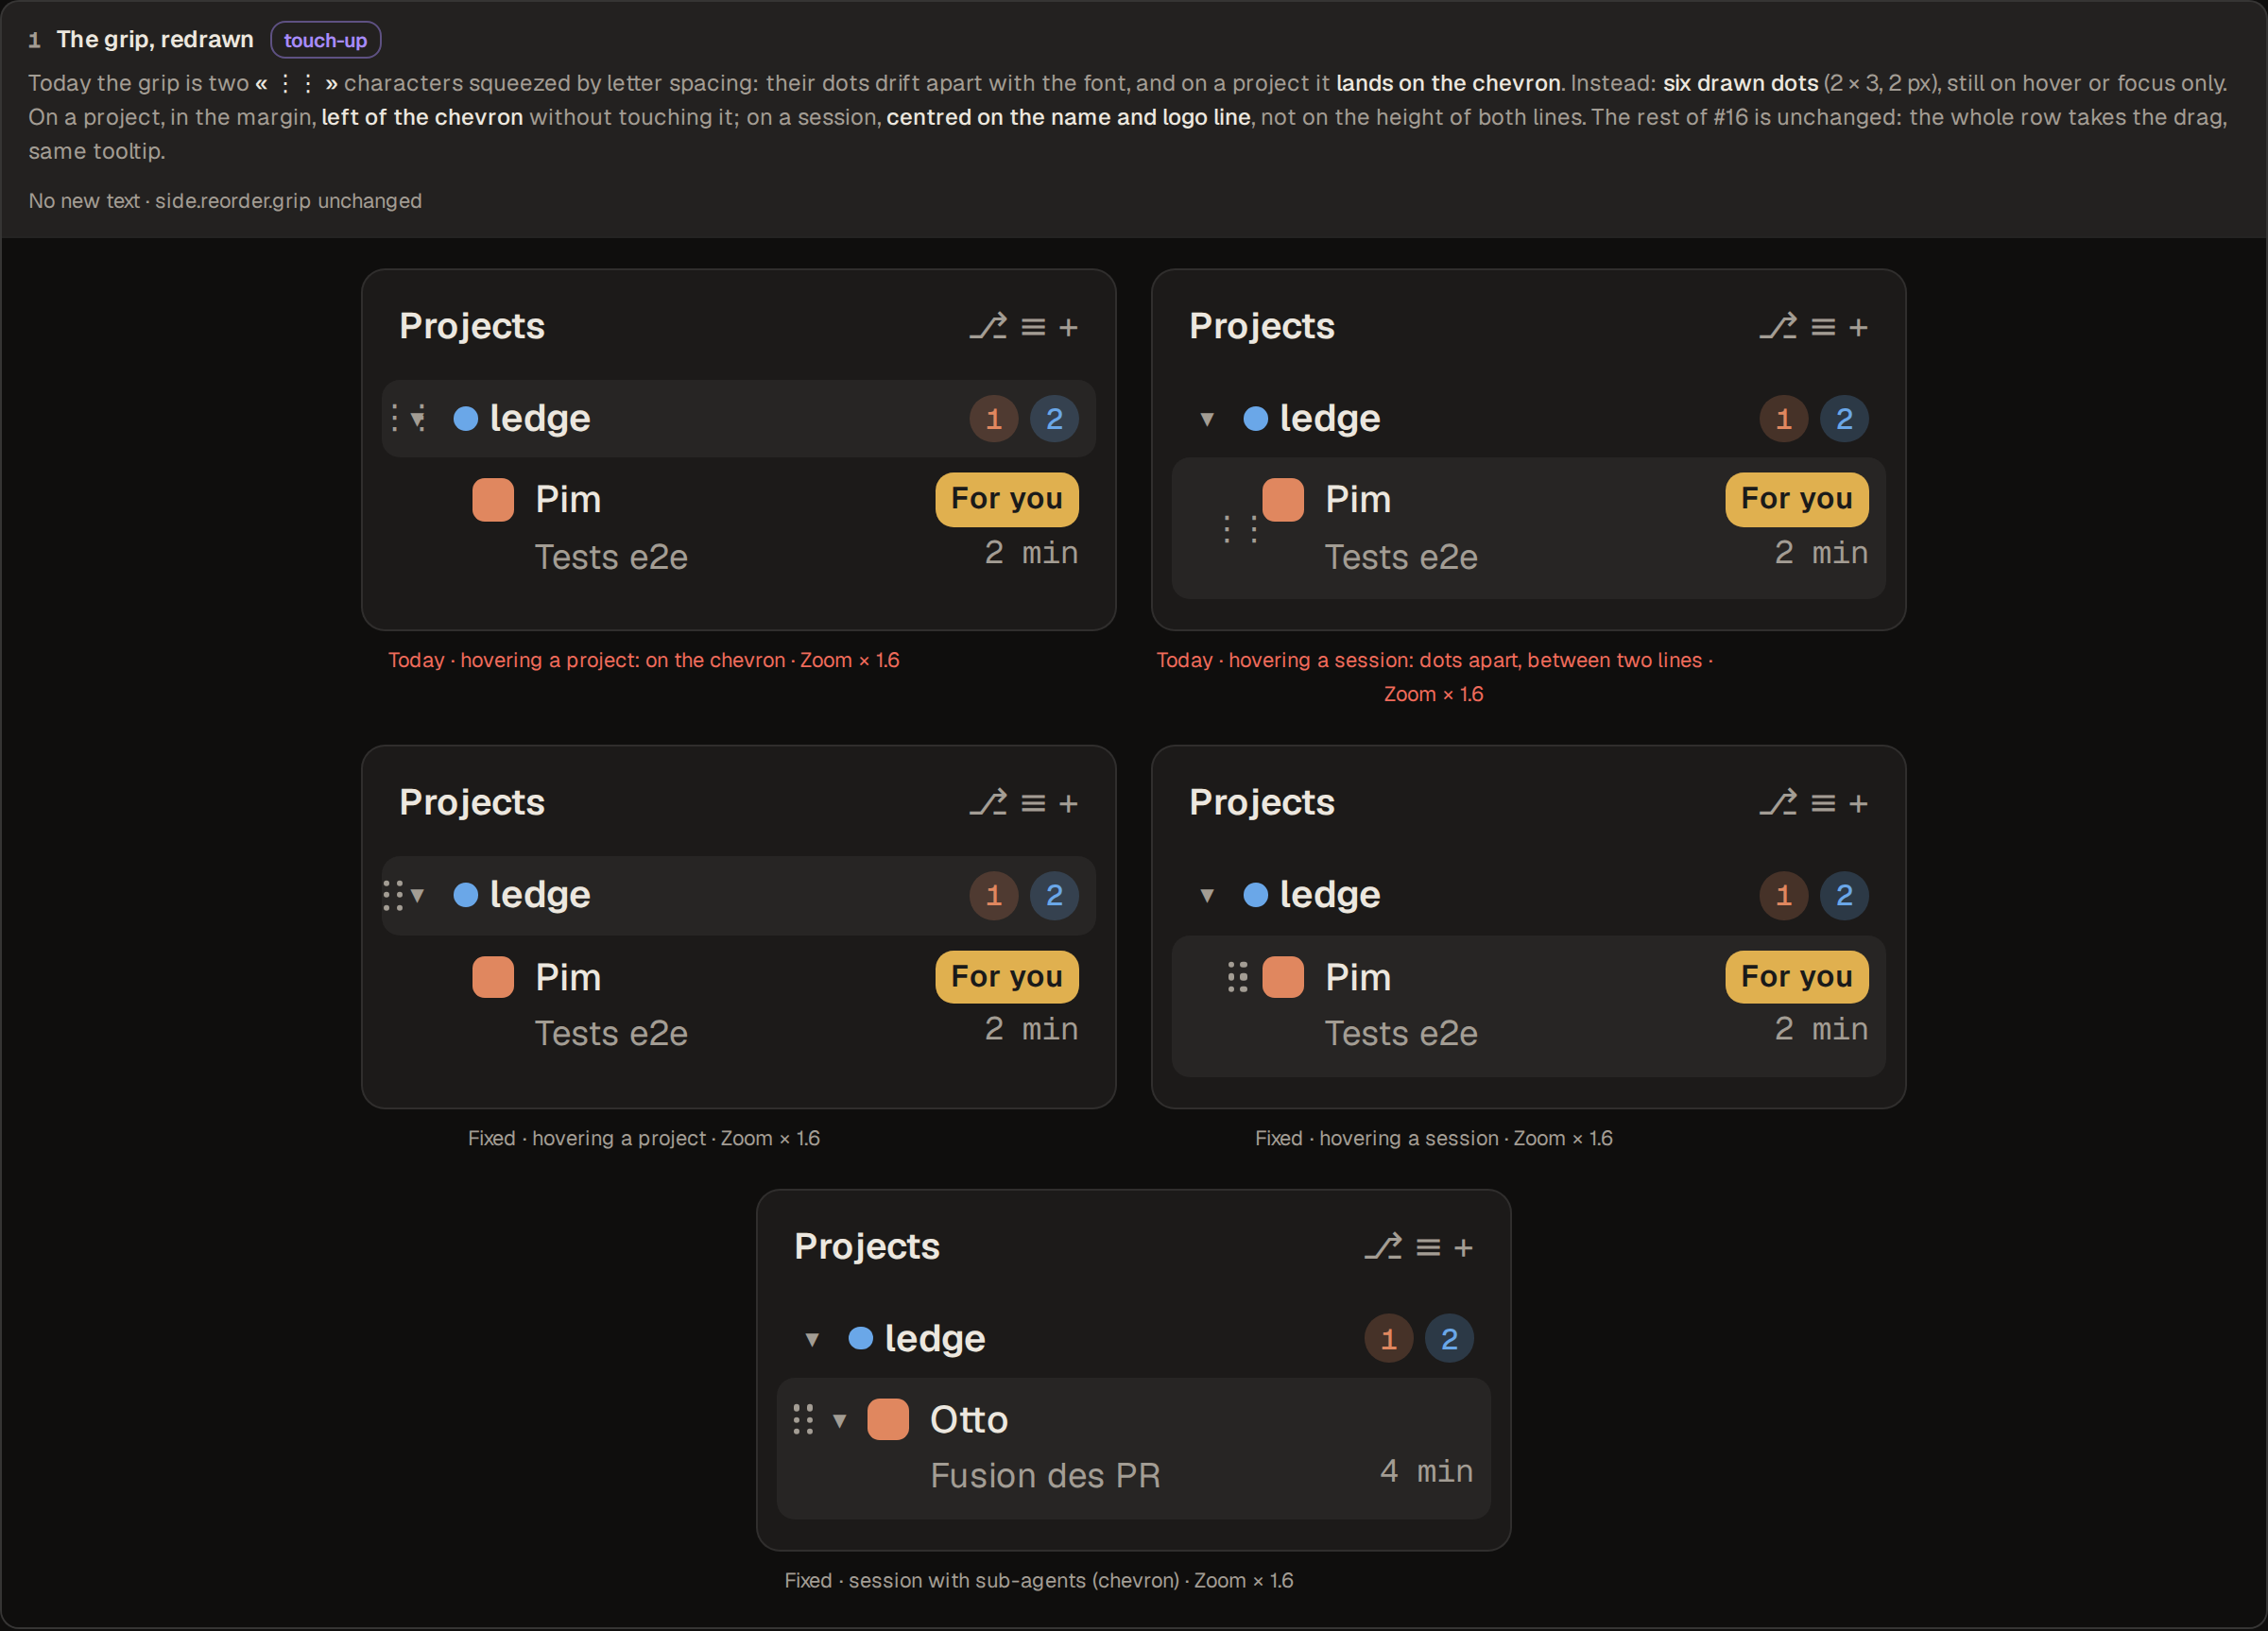 1 The grip, redrawn touch-up
Today the grip is two « ⋮⋮ » characters squeezed by letter spacing: their dots drift apart with the font, and on a project it lands on the chevron. Instead: six drawn dots (2 × 3, 2 px), still on hover or focus only.
On a project, in the margin, left of the chevron without touching it; on a session, centred on the name and logo line, not on the height of both lines. The rest of #16 is unchanged: the whole row takes the drag,
same tooltip.
No new text · side.reorder.grip unchanged
Projects ⎇ ≡ +
⋮⋮ ▾ ledge 1 2
Pim For you
Tests e2e 2 min
Today · hovering a project: on the chevron · Zoom × 1.6
Projects ⎇ ≡ +
▾ ledge 1 2
Pim For you
⋮⋮
Tests e2e 2 min
Today · hovering a session: dots apart, between two lines ·
Zoom × 1.6
Projects ⎇ ≡ +
▾ ledge 1 2
Pim For you
Tests e2e 2 min
Fixed · hovering a project · Zoom × 1.6
Projects ⎇ ≡ +
▾ ledge 1 2
Pim For you
Tests e2e 2 min
Fixed · hovering a session · Zoom × 1.6
Projects ⎇ ≡ +
▾ ledge 1 2
▾ Otto
Fusion des PR 4 min
Fixed · session with sub-agents (chevron) · Zoom × 1.6